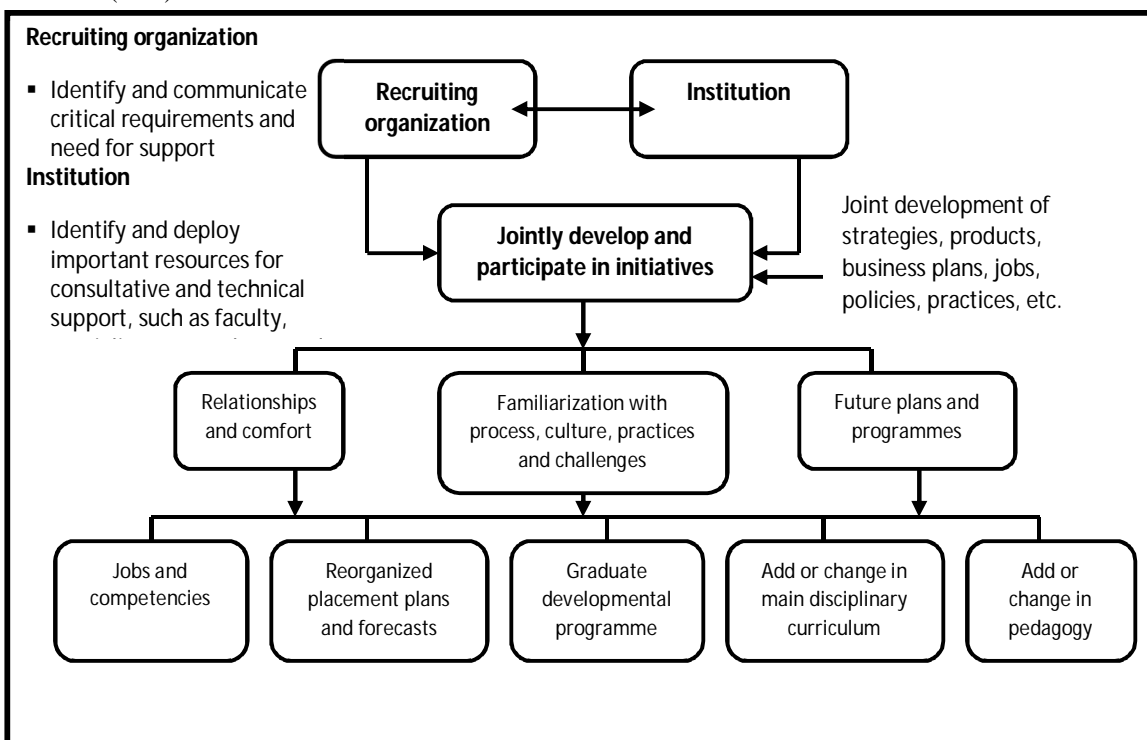 Recruiting organization
▪ Identify and communicate
critical requirements and
need for support
Institution
▪ Identify and deploy
important resources for
consultative and technical
support, such as faculty,
Recruiting
organization
Institution
Jointly develop and
participate in initiatives
Joint development of
strategies, products,
business plans, jobs,
policies, practices, etc.
Relationships
and comfort
Familiarization with
process, culture, practices
and challenges
Future plans and
programmes
Jobs and
competencies
Reorganized
placement plans
and forecasts
Graduate
developmental
programme
Add or change in
main disciplinary
curriculum
Add or
change in
pedagogy